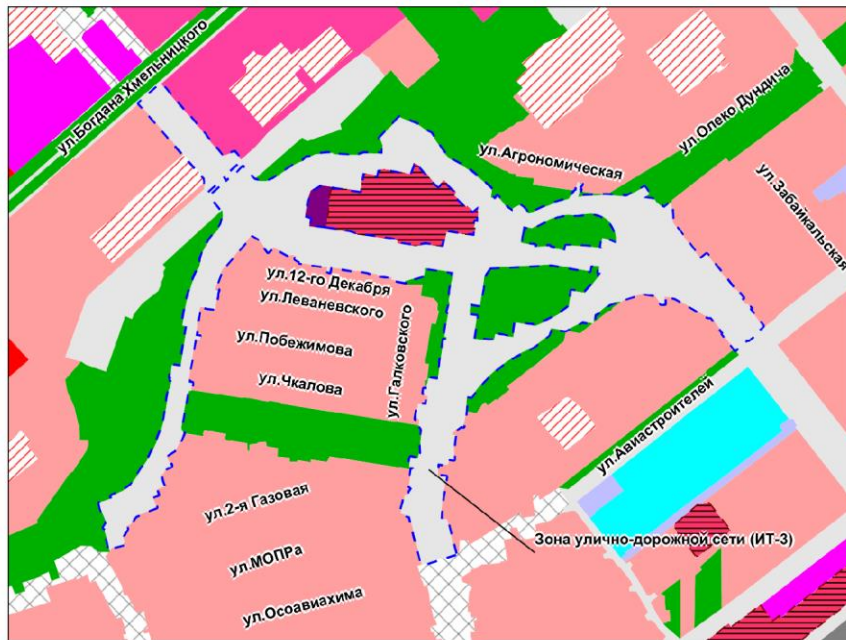 ул.Богдана Хмельницкого
ул.Олеко Дундича
ул.Агрономическая
ул.Забайкальская
ул.12-го Декабря
ул.Леваневского
ул.Побежимова
ул.Галковского
ул.Чкалова
ул.Авиастроителей
ул.2-я Газовая
Зона улично-дорожной сети (ИТ-3)
ул.МОПРа
ул.Осоавиахима